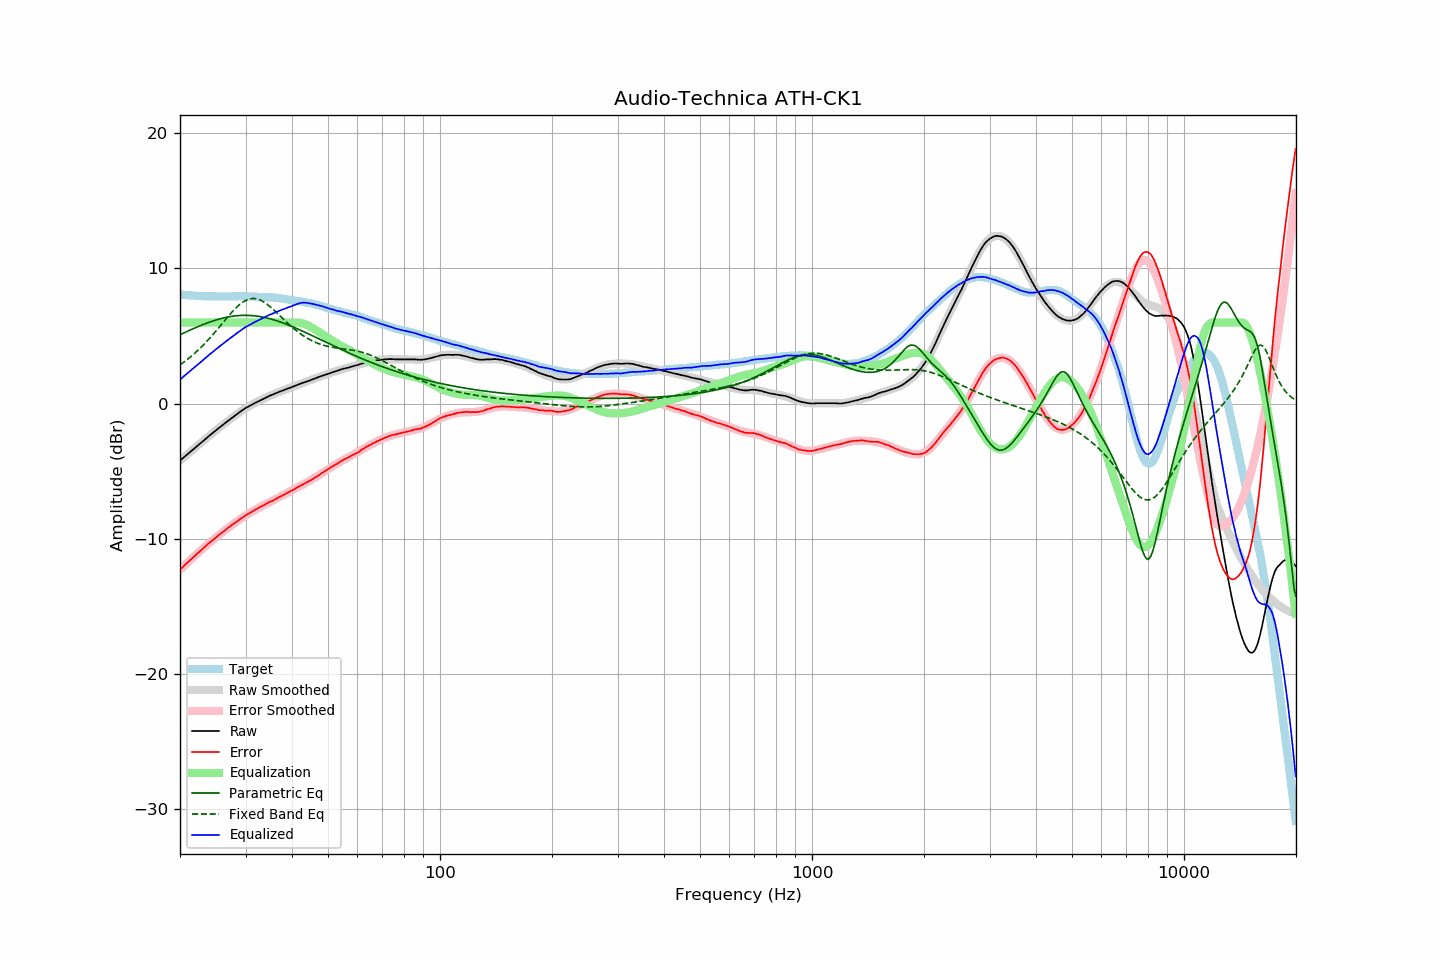 Audio-Technica ATH-CK1
20
10
0
−10
−20
−30
Amplitude (dBr)
Target
Raw Smoothed
Error Smoothed
Raw
Error
Equalization
Parametric Eq
Fixed Band Eq
Equalized
100
1000
10000
Frequency (Hz)